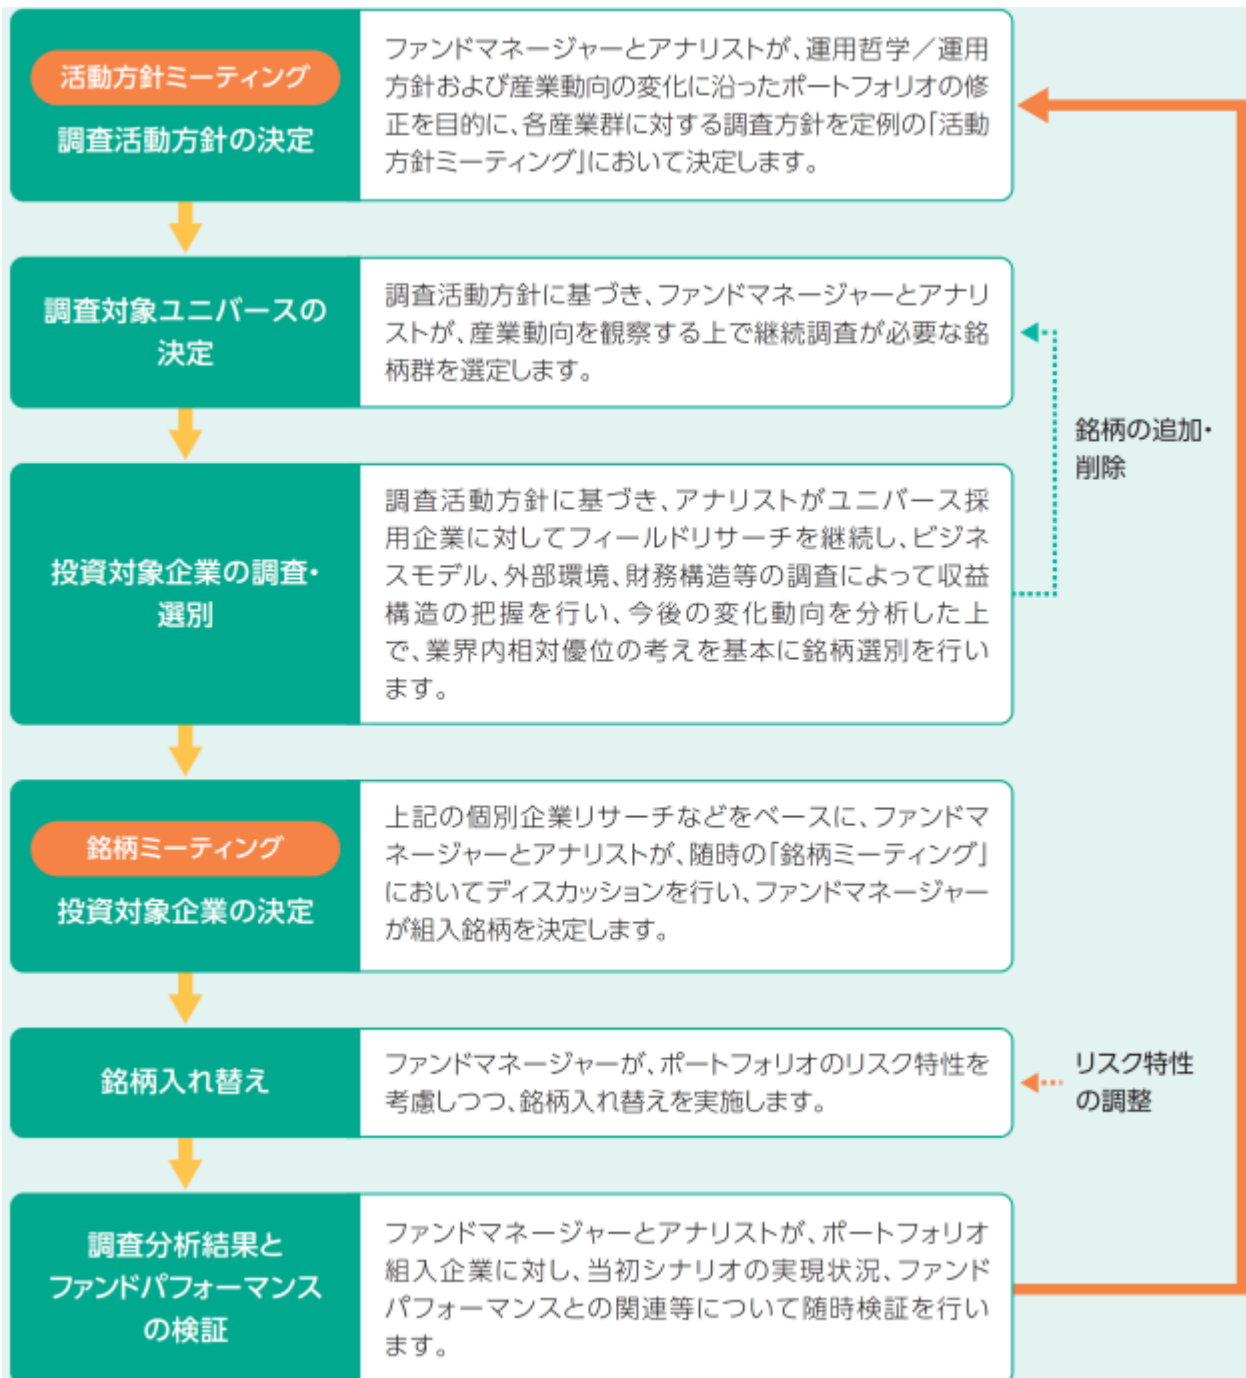 活動方針ミーティング
調査活動方針の決定
ファンドマネージャーとアナリストが、運用哲学／運用
方針および産業動向の変化に沿ったポートフォリオの修
正を目的に、各産業群に対する調査方針を定例の「活動
方針ミーティング」において決定します。
調査対象ユニバースの
決定
調査活動方針に基づき、ファンドマネージャーとアナリ
ストが、産業動向を観察する上で継続調査が必要な銘
柄群を選定します。
銘柄の追加・
削除
投資対象企業の調査・
選別
調査活動方針に基づき、アナリストがユニバース採
用企業に対してフィールドリサーチを継続し、ビジネ
スモデル、外部環境、財務構造等の調査によって収益
構造の把握を行い、今後の変化動向を分析した上
で、業界内相対優位の考えを基本に銘柄選別を行い
ます。
銘柄ミーティング
投資対象企業の決定
上記の個別企業リサーチなどをベースに、ファンドマ
ネージャーとアナリストが、随時の「銘柄ミーティング」
においてディスカッションを行い、ファンドマネージャー
が組入銘柄を決定します。
銘柄入れ替え
ファンドマネージャーが、ポートフォリオのリスク特性を
考慮しつつ、銘柄入れ替えを実施します。
リスク特性
の調整
調査分析結果と
ファンドパフォーマンス
の検証
ファンドマネージャーとアナリストが、ポートフォリオ
組入企業に対し、当初シナリオの実現状況、ファンド
パフォーマンスとの関連等について随時検証を行い
ます。